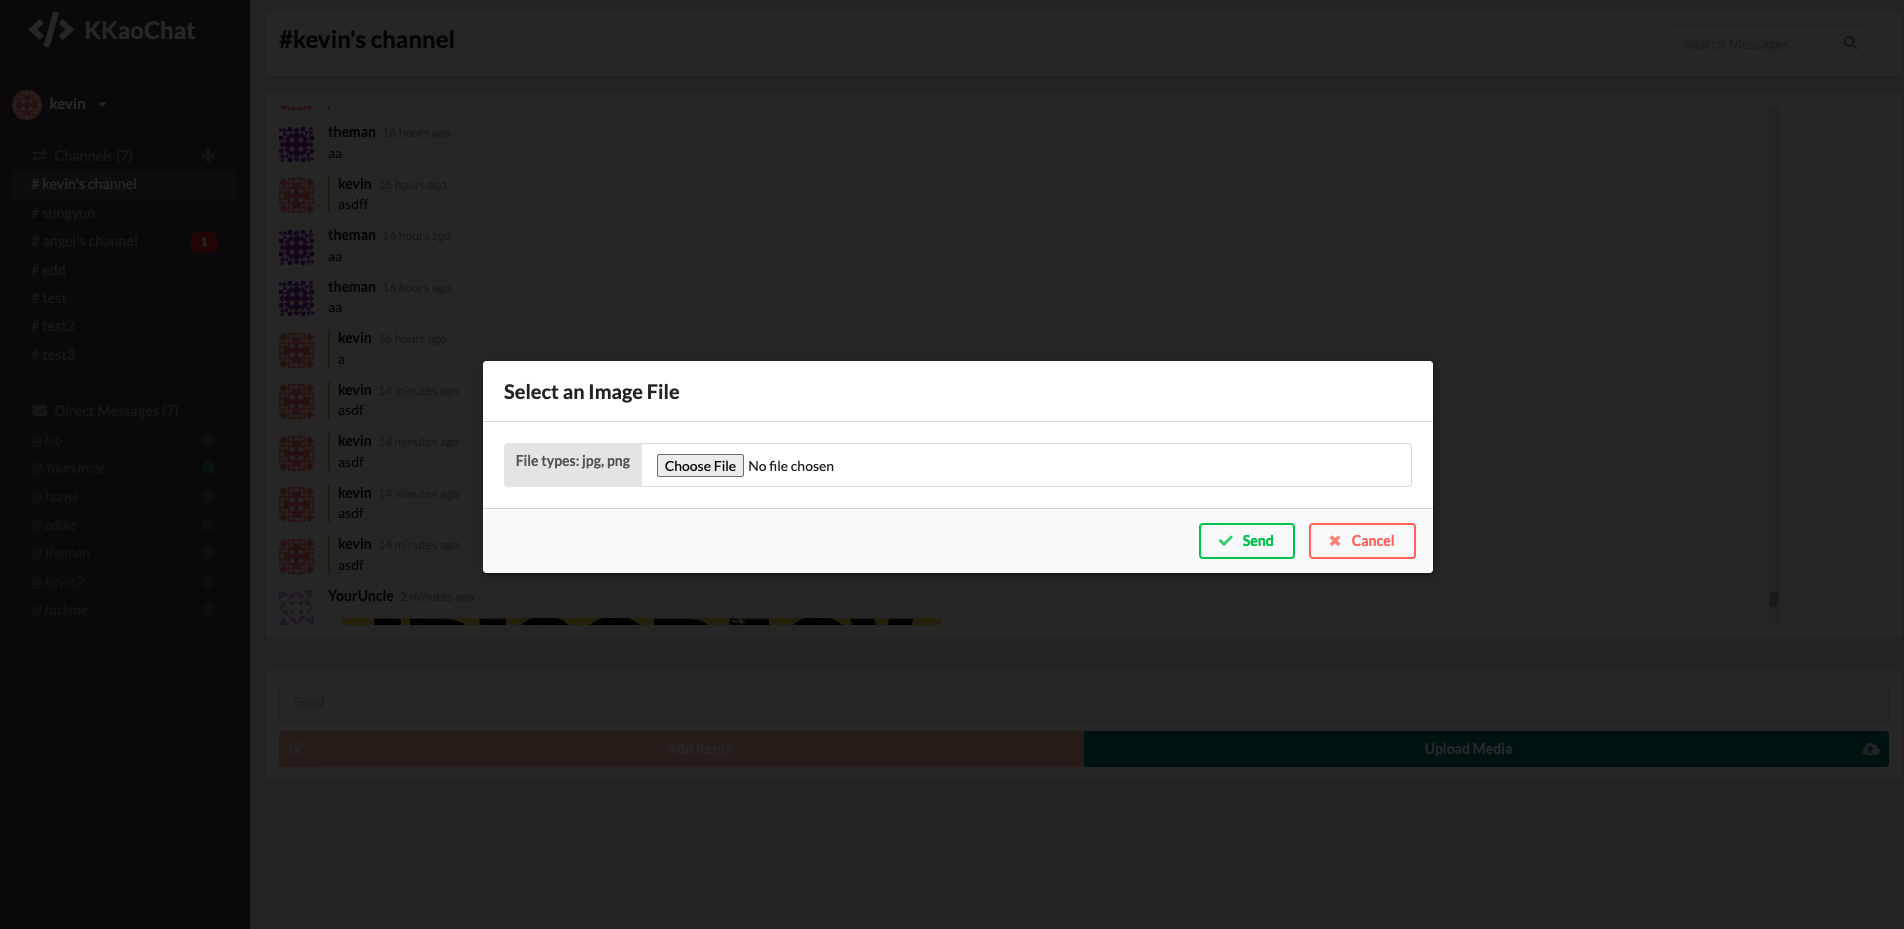 KKaoChat
kevin
Channels (7)
# kevin's channel
# sungyun
# angel's channel 1
# edd
# test
# test2
# test3
Direct Messages (7)
@ leo
@ YourUncle
@ hanyl
@ eddie
@ theman
@ kevin2
@ fuckme
#kevin's channel
Search Messages
theman 16 hours ago
aa
kevin 16 hours ago
asdff
theman 16 hours ago
aa
theman 16 hours ago
aa
kevin 16 hours ago
a
kevin 14 minutes ago
asdf
kevin 14 minutes ago
asdf
kevin 14 minutes ago
asdf
kevin 14 minutes ago
asdf
YourUncle 2 minutes ago
Select an Image File
File types: jpg, png
Choose File No file chosen
Send
Cancel
Send
Add Reply
Upload Media